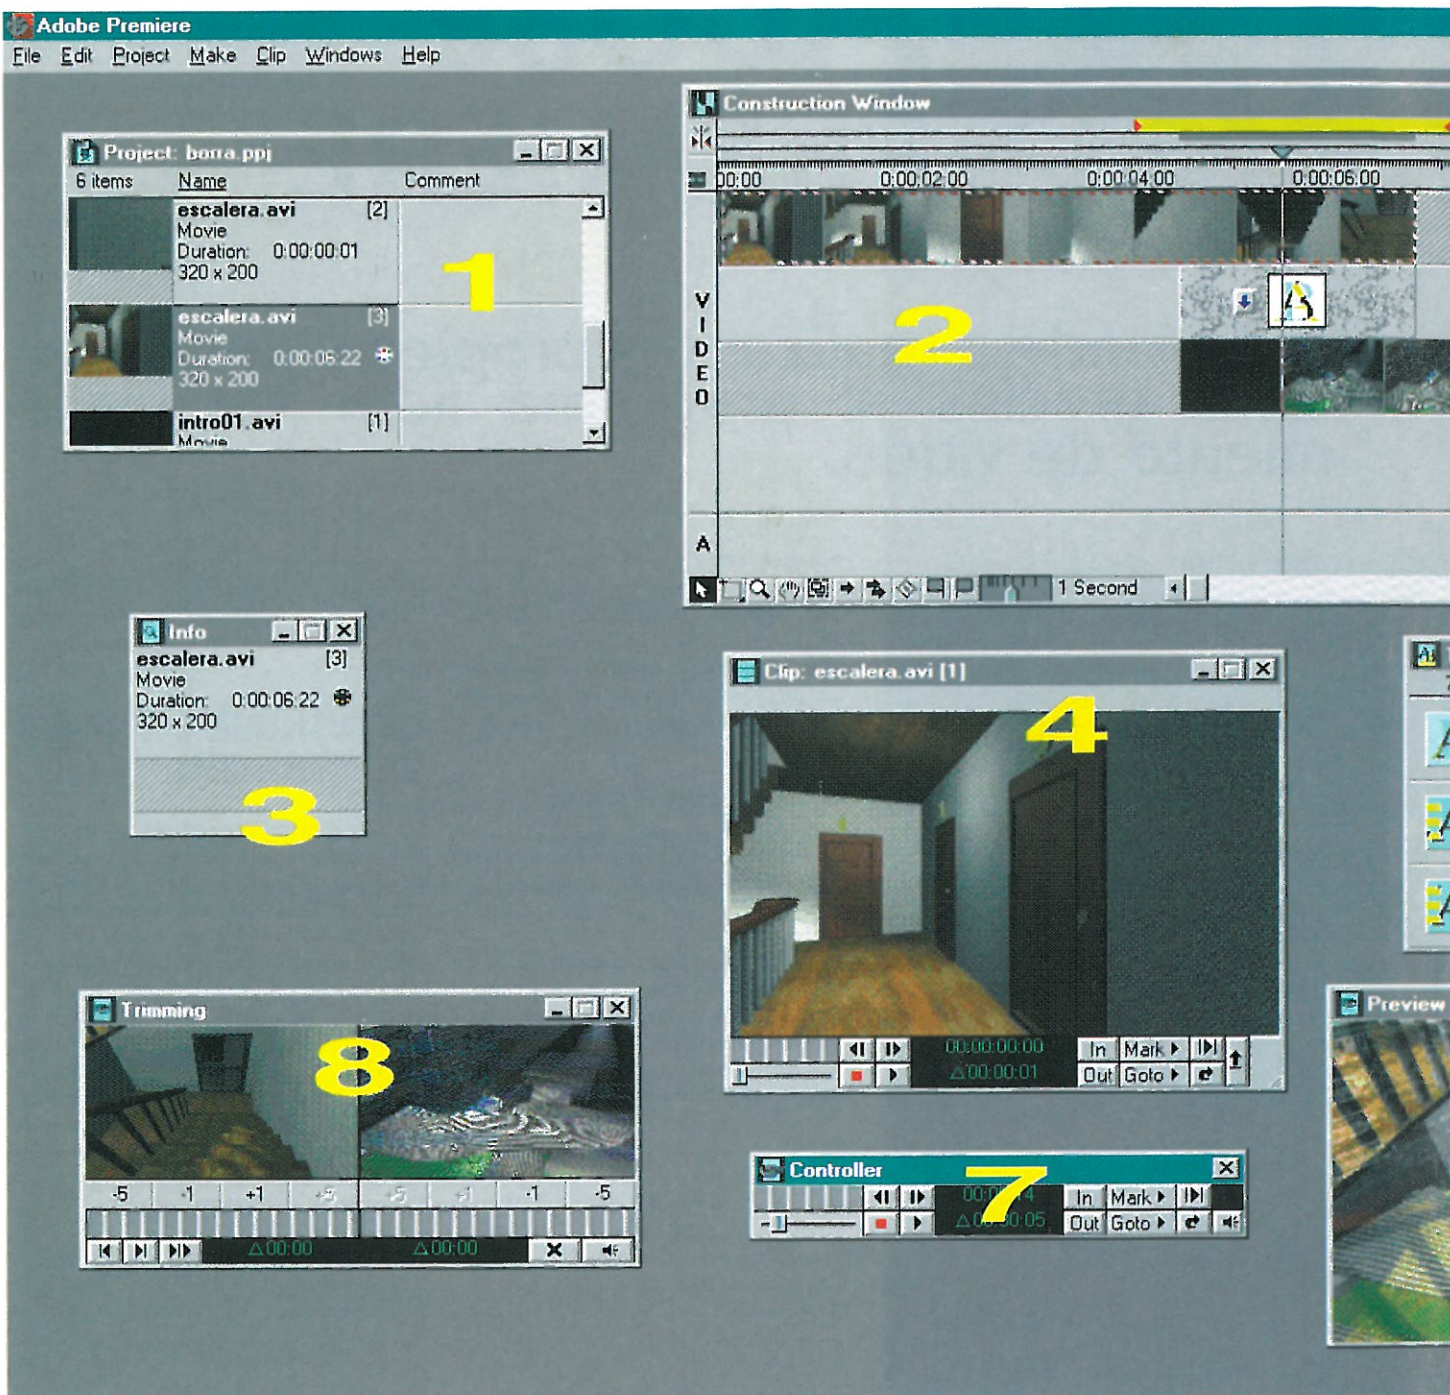 Adobe Premiere
File Edit Project Make Clip Windows Help
Project: borra.ppj
6 items Name Comment
escalera.avi [2]
Movie
Duration: 0:00:00:01
320 x 200
1
escalera.avi [3]
Movie
Duration: 0:00:06:22
320 x 200
intro01.avi [1]
Movie
Construction Window
00:00 0:00:02:00 0:00:04:00 0:00:06:00
VIDEO
2
A
1 Second
Info
escalera.avi [3]
Movie
Duration: 0:00:06:22
320 x 200
3
Clip: escalera.avi [1]
4
00:00:00:00 In Mark
△00:00:01 Out Goto
Trimming
8
-5 -1 +1 +5 +5 +1 -1 -5
△00:00 △00:00
Controller
7
In Mark
Out Goto
Preview